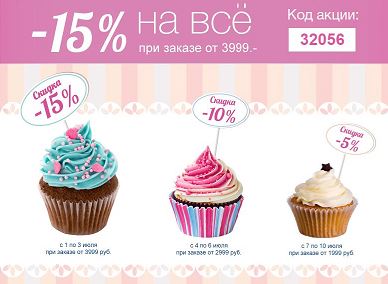 -15% на всё
при заказе от 3999.-
Код акции:
32056
Скидка
-15%
Скидка
-10%
Скидка
-5%
с 1 по 3 июля
при заказе от 3999 руб.
с 4 по 6 июля
при заказе от 2999 руб.
с 7 по 10 июля
при заказе от 1999 руб.